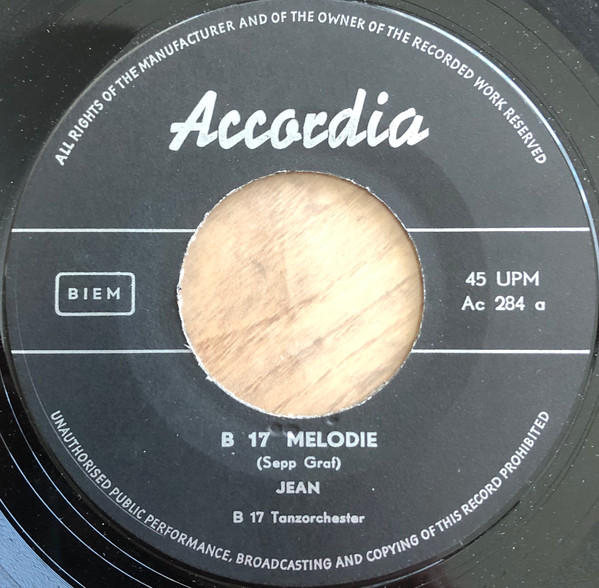 ALL RIGHTS OF THE MANUFACTURER AND OF THE OWNER OF THE RECORDED WORK RESERVED
Accordia
BIEM
45 UPM
Ac 284 a
B 17 MELODIE
(Sepp Graf)
JEAN
B 17 Tanzorchester
UNAUTHORISED PUBLIC PERFORMANCE, BROADCASTING AND COPYING OF THIS RECORD PROHIBITED